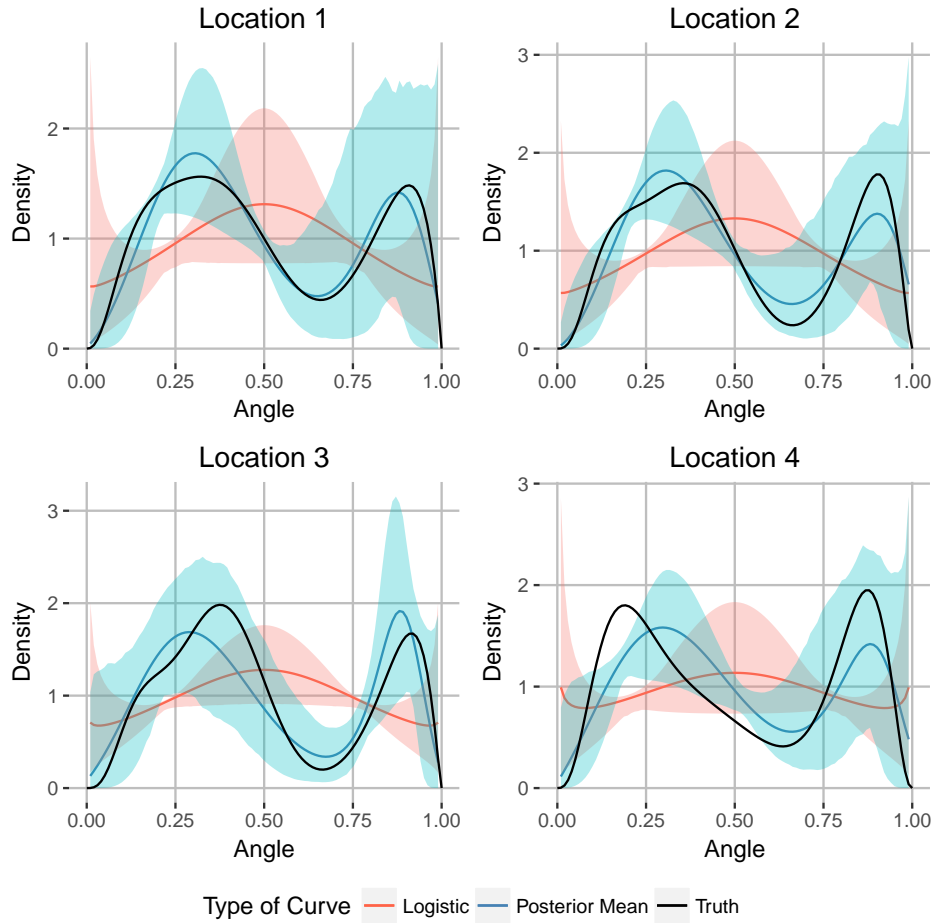 Location 1
Location 2
Density
2
1
0
0.00 0.25 0.50 0.75 1.00
Angle
Density
3
2
1
0
0.00 0.25 0.50 0.75 1.00
Angle
Location 3
Location 4
Density
3
2
1
0
0.00 0.25 0.50 0.75 1.00
Angle
Density
3
2
1
0
0.00 0.25 0.50 0.75 1.00
Angle
Type of Curve Logistic Posterior Mean Truth